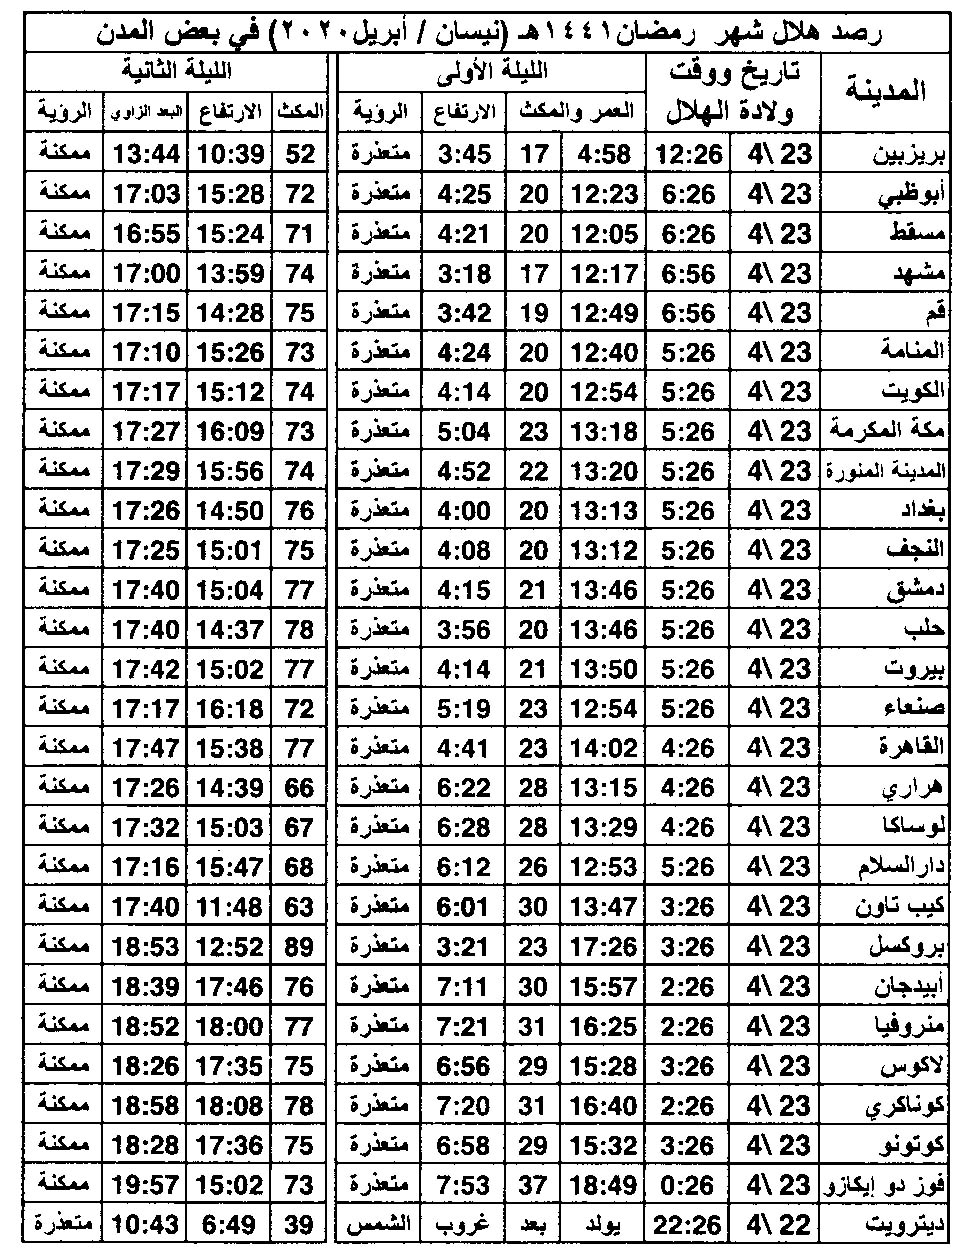 رصد هلال شهر رمضان١٤٤١هـ (نيسان / أبريل٢٠٢٠) في بعض المدن
المدينة تاريخ ووقت ولادة الهلال الليلة الأولى الليلة الثانية
العمر والمكث الارتفاع الرؤية المكث الارتفاع البعد الزاوي الرؤية
بريزبين 4\ 23 12:26 4:58 17 3:45 متعذرة 52 10:39 13:44 ممكنة
أبوظبي 4\ 23 6:26 12:23 20 4:25 متعذرة 72 15:28 17:03 ممكنة
مسقط 4\ 23 6:26 12:05 20 4:21 متعذرة 71 15:24 16:55 ممكنة
مشهد 4\ 23 6:56 12:17 17 3:18 متعذرة 74 13:59 17:00 ممكنة
قم 4\ 23 6:56 12:49 19 3:42 متعذرة 75 14:28 17:15 ممكنة
المنامة 4\ 23 5:26 12:40 20 4:24 متعذرة 73 15:26 17:10 ممكنة
الكويت 4\ 23 5:26 12:54 20 4:14 متعذرة 74 15:12 17:17 ممكنة
مكة المكرمة 4\ 23 5:26 13:18 23 5:04 متعذرة 73 16:09 17:27 ممكنة
المدينة المنورة 4\ 23 5:26 13:20 22 4:52 متعذرة 74 15:56 17:29 ممكنة
بغداد 4\ 23 5:26 13:13 20 4:00 متعذرة 76 14:50 17:26 ممكنة
النجف 4\ 23 5:26 13:12 20 4:08 متعذرة 75 15:01 17:25 ممكنة
دمشق 4\ 23 5:26 13:46 21 4:15 متعذرة 77 15:04 17:40 ممكنة
حلب 4\ 23 5:26 13:46 20 3:56 متعذرة 78 14:37 17:40 ممكنة
بيروت 4\ 23 5:26 13:50 21 4:14 متعذرة 77 15:02 17:42 ممكنة
صنعاء 4\ 23 5:26 12:54 23 5:19 متعذرة 72 16:18 17:17 ممكنة
القاهرة 4\ 23 4:26 14:02 23 4:41 متعذرة 77 15:38 17:47 ممكنة
هراري 4\ 23 4:26 13:15 28 6:22 متعذرة 66 14:39 17:26 ممكنة
لوساكا 4\ 23 4:26 13:29 28 6:28 متعذرة 67 15:03 17:32 ممكنة
دارالسلام 4\ 23 5:26 12:53 26 6:12 متعذرة 68 15:47 17:16 ممكنة
كيب تاون 4\ 23 3:26 13:47 30 6:01 متعذرة 63 11:48 17:40 ممكنة
بروكسل 4\ 23 3:26 17:26 23 3:21 متعذرة 89 12:52 18:53 ممكنة
أبيدجان 4\ 23 2:26 15:57 30 7:11 متعذرة 76 17:46 18:39 ممكنة
منروفيا 4\ 23 2:26 16:25 31 7:21 متعذرة 77 18:00 18:52 ممكنة
لاكوس 4\ 23 3:26 15:28 29 6:56 متعذرة 75 17:35 18:26 ممكنة
كوناكري 4\ 23 2:26 16:40 31 7:20 متعذرة 78 18:08 18:58 ممكنة
كوتونو 4\ 23 3:26 15:32 29 6:58 متعذرة 75 17:36 18:28 ممكنة
فوز دو إيكازو 4\ 23 0:26 18:49 37 7:53 متعذرة 73 15:02 19:57 ممكنة
ديترويت 4\ 22 22:26 يولد بعد غروب الشمس 39 6:49 10:43 متعذرة